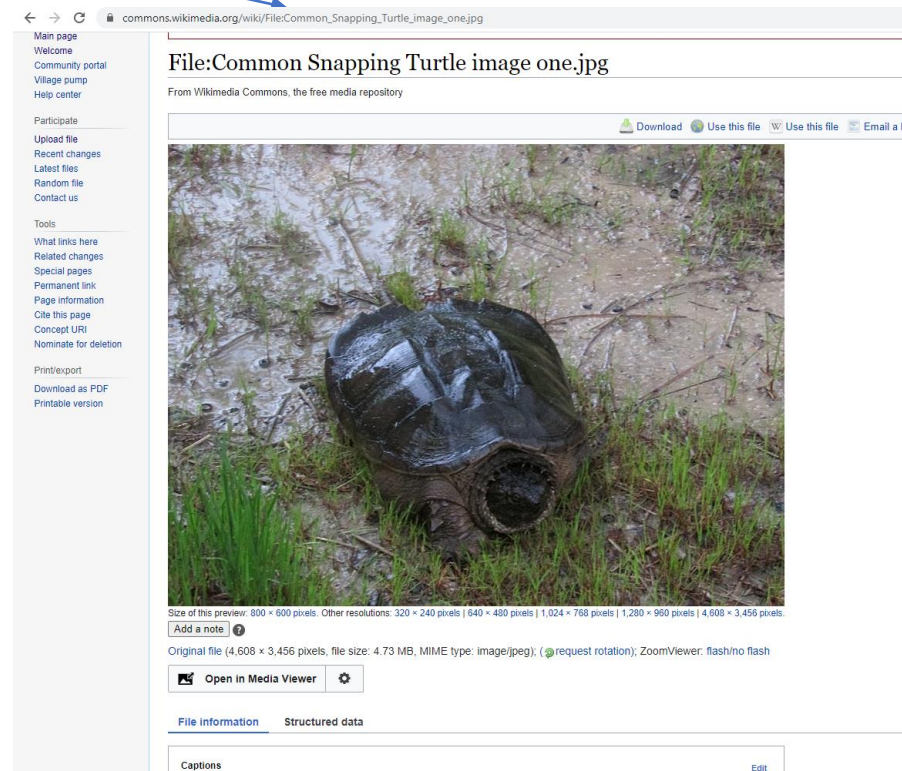 commons.wikimedia.org/wiki/File:Common_Snapping_Turtle_image_one.jpg
Main page
Welcome
Community portal
Village pump
Help center
Participate
Upload file
Recent changes
Latest files
Random file
Contact us
Tools
What links here
Related changes
Special pages
Permanent link
Page information
Cite this page
Concept URI
Nominate for deletion
Print/export
Download as PDF
Printable version
File:Common Snapping Turtle image one.jpg
From Wikimedia Commons, the free media repository
Download Use this file W Use this file Email a
Size of this preview: 800 × 600 pixels. Other resolutions: 320 × 240 pixels | 640 × 480 pixels | 1,024 × 768 pixels | 1,280 × 960 pixels | 4,608 × 3,456 pixels.
Add a note ?
Original file (4,608 × 3,456 pixels, file size: 4.73 MB, MIME type: image/jpeg); (request rotation); ZoomViewer: flash/no flash
Open in Media Viewer
File information Structured data
Captions Edit